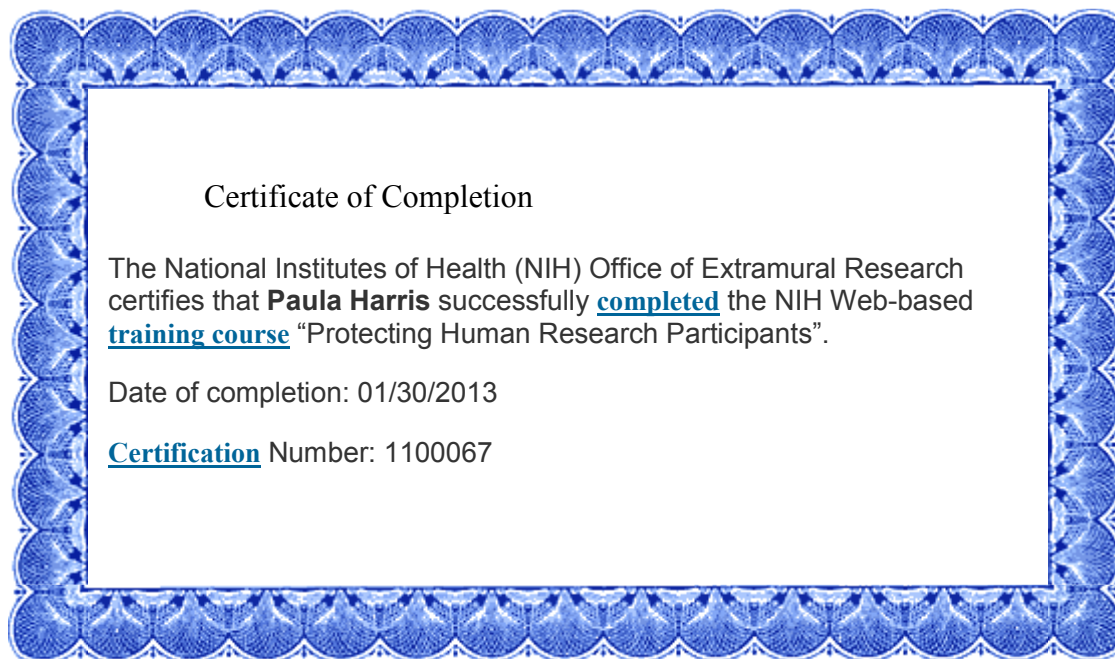 Certificate of Completion
The National Institutes of Health (NIH) Office of Extramural Research
certifies that Paula Harris successfully completed the NIH Web-based
training course “Protecting Human Research Participants”.
Date of completion: 01/30/2013
Certification Number: 1100067